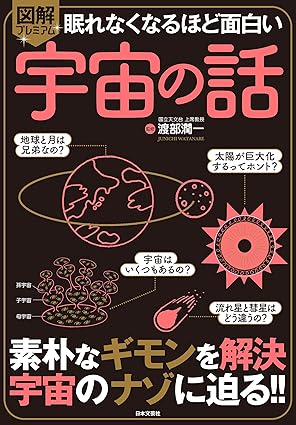 図解
プレミアム
眠れなくなるほど面白い
宇宙の話
国立天文台 上席教授
監修 渡部潤一
JUNICHI WATANABE
地球と月は
兄弟なの?
太陽が巨大化
するってホント?
宇宙は
いくつもあるの?
孫宇宙
子宇宙
母宇宙
流れ星と彗星は
どう違うの?
素朴なギモンを解決
宇宙のナゾに迫る!!
日本文芸社